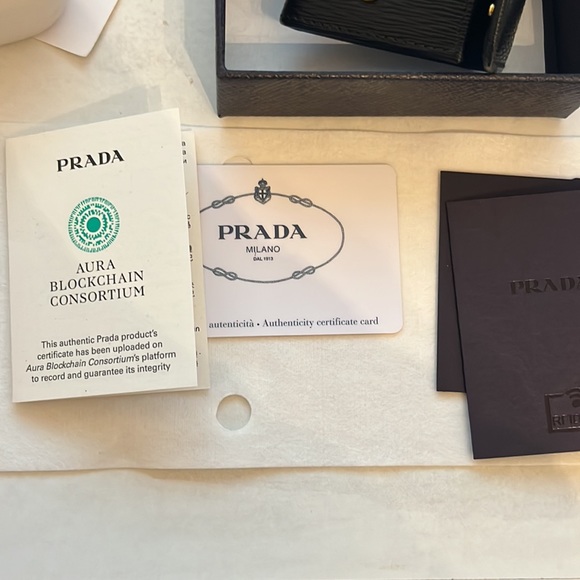 PRADA
AURA
BLOCKCHAIN
CONSORTIUM
This authentic Prada product's
certificate has been uploaded on
Aura Blockchain Consortium's platform
to record and guarantee its integrity
PRADA
MILANO
DAL 1913
autenticità • Authenticity certificate card
PRADA